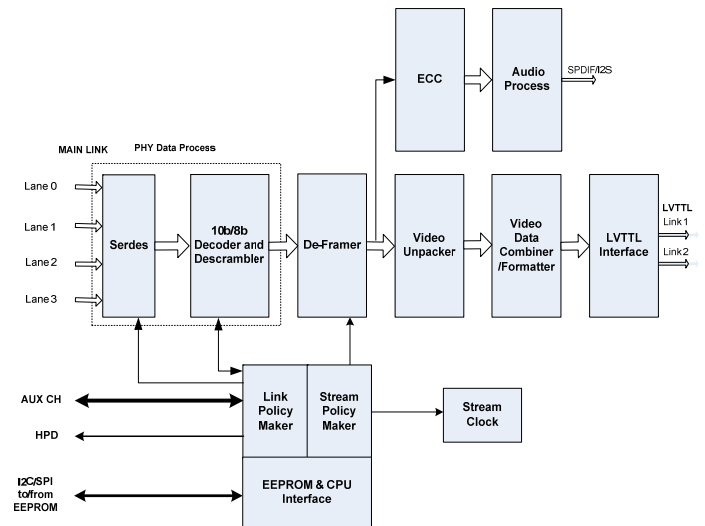 ECC
Audio
Process
SPDIF/I2S
MAIN LINK
PHY Data Process
Lane 0
Lane 1
Lane 2
Lane 3
Serdes
10b/8b
Decoder and
Descrambler
De-Framer
Video
Unpacker
Video
Data
Combiner
/Formatter
LVTTL
Interface
LVTTL
Link 1
Link 2
AUX CH
HPD
I2C/SPI
to/from
EEPROM
Link
Policy
Maker
Stream
Policy
Maker
Stream
Clock
EEPROM & CPU
Interface